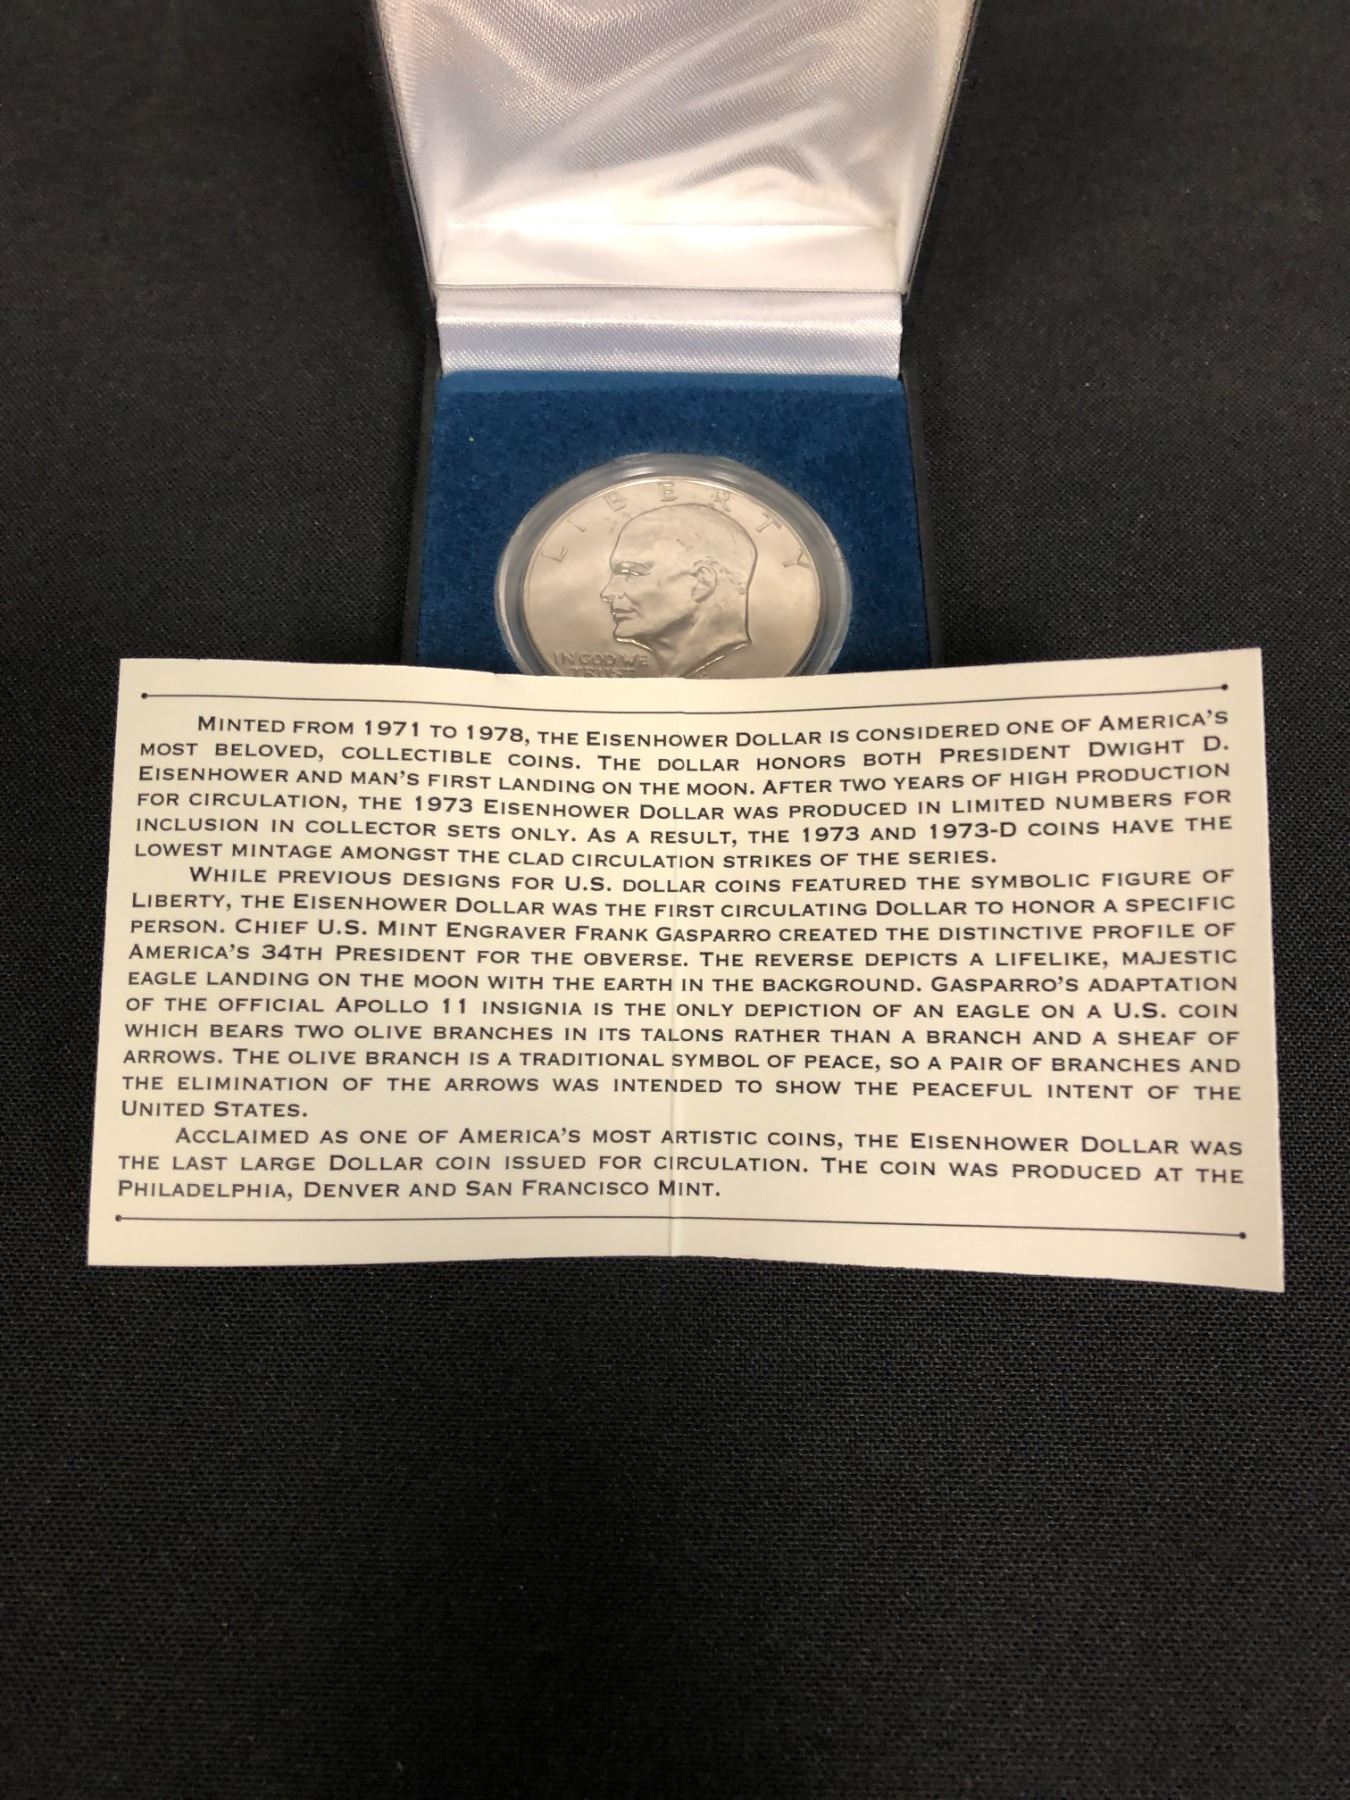 LIBERTY
IN GOD WE
TRUST
MINTED FROM 1971 TO 1978, THE EISENHOWER DOLLAR IS CONSIDERED ONE OF AMERICA'S
MOST BELOVED, COLLECTIBLE COINS. THE DOLLAR HONORS BOTH PRESIDENT DWIGHT D.
EISENHOWER AND MAN'S FIRST LANDING ON THE MOON. AFTER TWO YEARS OF HIGH PRODUCTION
FOR CIRCULATION, THE 1973 EISENHOWER DOLLAR WAS PRODUCED IN LIMITED NUMBERS FOR
INCLUSION IN COLLECTOR SETS ONLY. AS A RESULT, THE 1973 AND 1973-D COINS HAVE THE
LOWEST MINTAGE AMONGST THE CLAD CIRCULATION STRIKES OF THE SERIES.
WHILE PREVIOUS DESIGNS FOR U.S. DOLLAR COINS FEATURED THE SYMBOLIC FIGURE OF
LIBERTY, THE EISENHOWER DOLLAR WAS THE FIRST CIRCULATING DOLLAR TO HONOR A SPECIFIC
PERSON. CHIEF U.S. MINT ENGRAVER FRANK GASPARRO CREATED THE DISTINCTIVE PROFILE OF
AMERICA'S 34TH PRESIDENT FOR THE OBVERSE. THE REVERSE DEPICTS A LIFELIKE, MAJESTIC
EAGLE LANDING ON THE MOON WITH THE EARTH IN THE BACKGROUND. GASPARRO'S ADAPTATION
OF THE OFFICIAL APOLLO 11 INSIGNIA IS THE ONLY DEPICTION OF AN EAGLE ON A U.S. COIN
WHICH BEARS TWO OLIVE BRANCHES IN ITS TALONS RATHER THAN A BRANCH AND A SHEAF OF
ARROWS. THE OLIVE BRANCH IS A TRADITIONAL SYMBOL OF PEACE, SO A PAIR OF BRANCHES AND
THE ELIMINATION OF THE ARROWS WAS INTENDED TO SHOW THE PEACEFUL INTENT OF THE
UNITED STATES.
ACCLAIMED AS ONE OF AMERICA'S MOST ARTISTIC COINS, THE EISENHOWER DOLLAR WAS
THE LAST LARGE DOLLAR COIN ISSUED FOR CIRCULATION. THE COIN WAS PRODUCED AT THE
PHILADELPHIA, DENVER AND SAN FRANCISCO MINT.